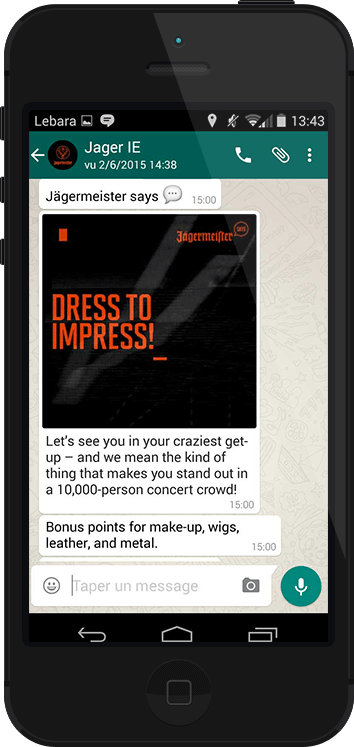 Lebara 13:43
Jager IE
vu 2/6/2015 14:38
Jägermeister says 15:00
Jägermeister SAYS
DRESS TO
IMPRESS!_
Let's see you in your craziest get-
up – and we mean the kind of
thing that makes you stand out in
a 10,000-person concert crowd!
15:00
Bonus points for make-up, wigs,
leather, and metal.
15:00
Taper un message